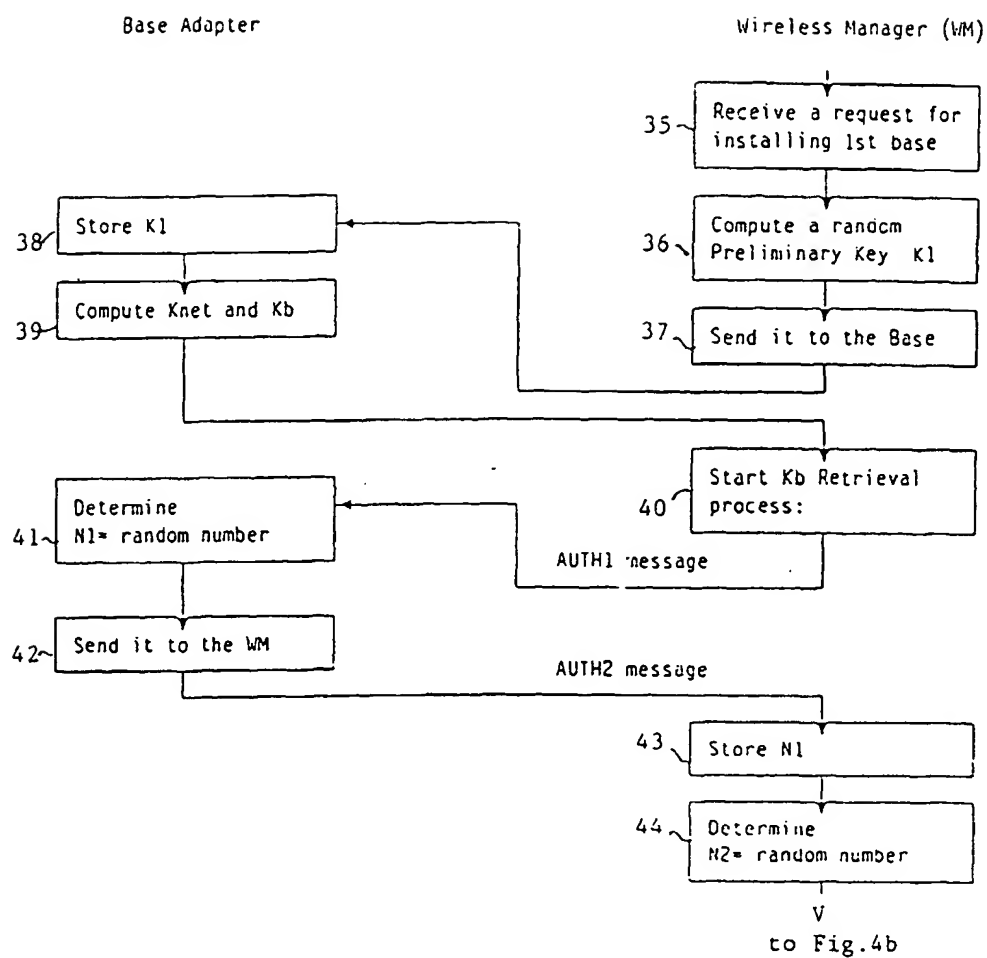 Base Adapter
Wireless Manager (WM)
35
Receive a request for
installing 1st base
36
Compute a random
Preliminary Key K1
37
Send it to the Base
38
Store K1
39
Compute Knet and Kb
40
Start Kb Retrieval
process:
AUTH1 message
41
Determine
N1= random number
42
Send it to the WM
AUTH2 message
43
Store N1
44
Determine
N2= random number
V
to Fig.4b